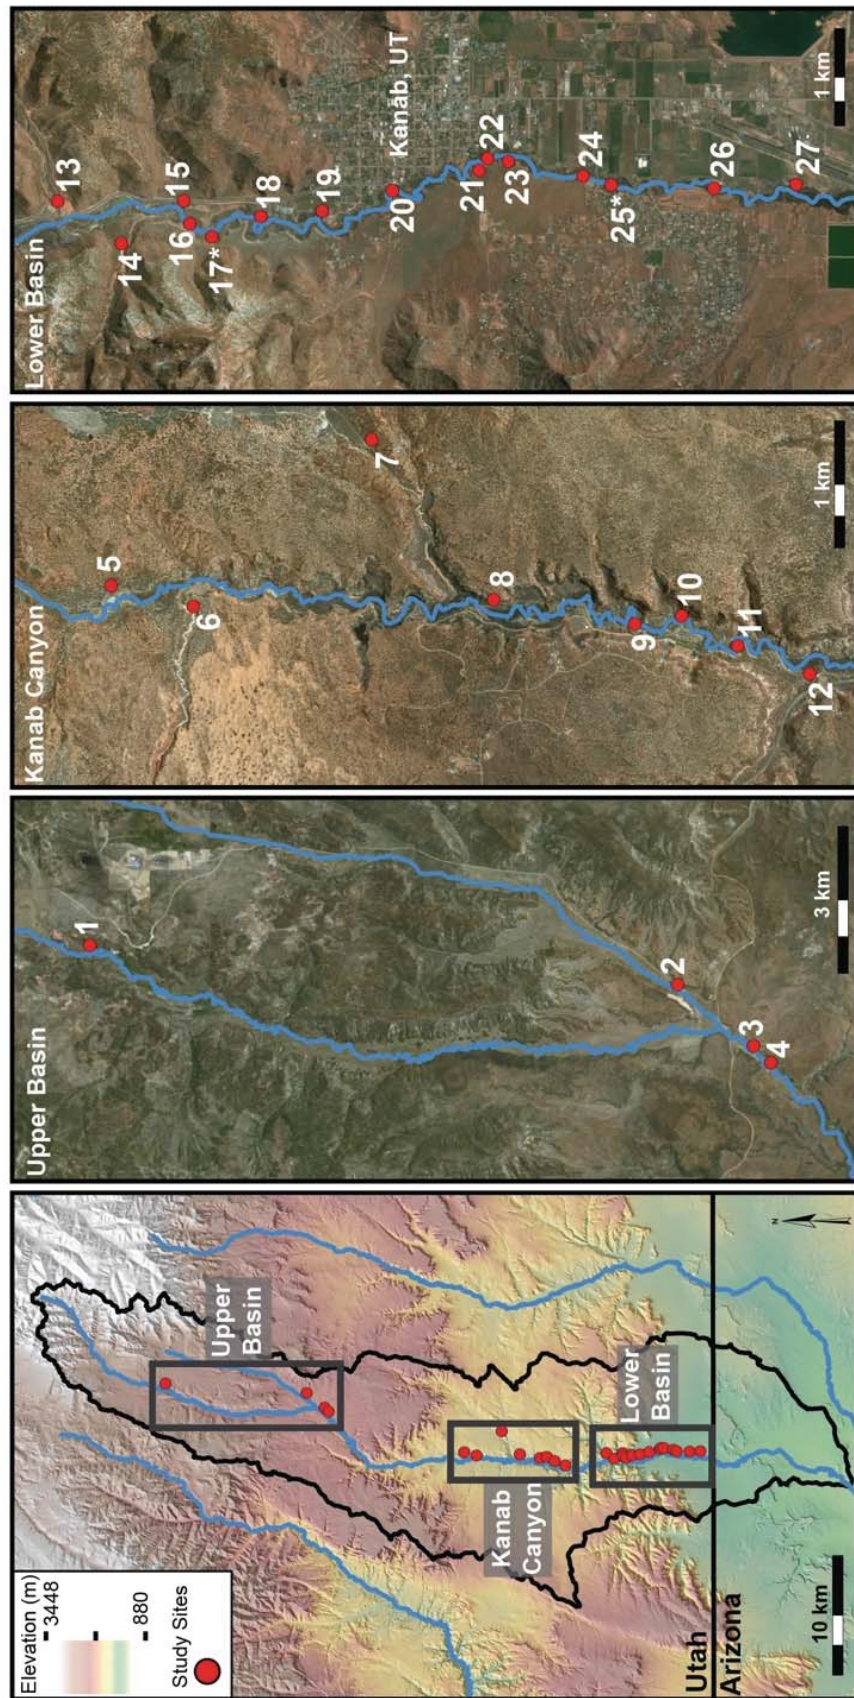 Elevation (m)
3448
880
Study Sites
Upper
Basin
Kanab
Canyon
Lower
Basin
N
Utah
Arizona
10 km
Upper Basin
1
2
3
4
3 km
Kanab Canyon
5
6
7
8
9
10
11
12
1 km
Lower Basin
13
14
15
16
17*
18
19
20
Kanab, UT
21
22
23
24
25*
26
27
1 km